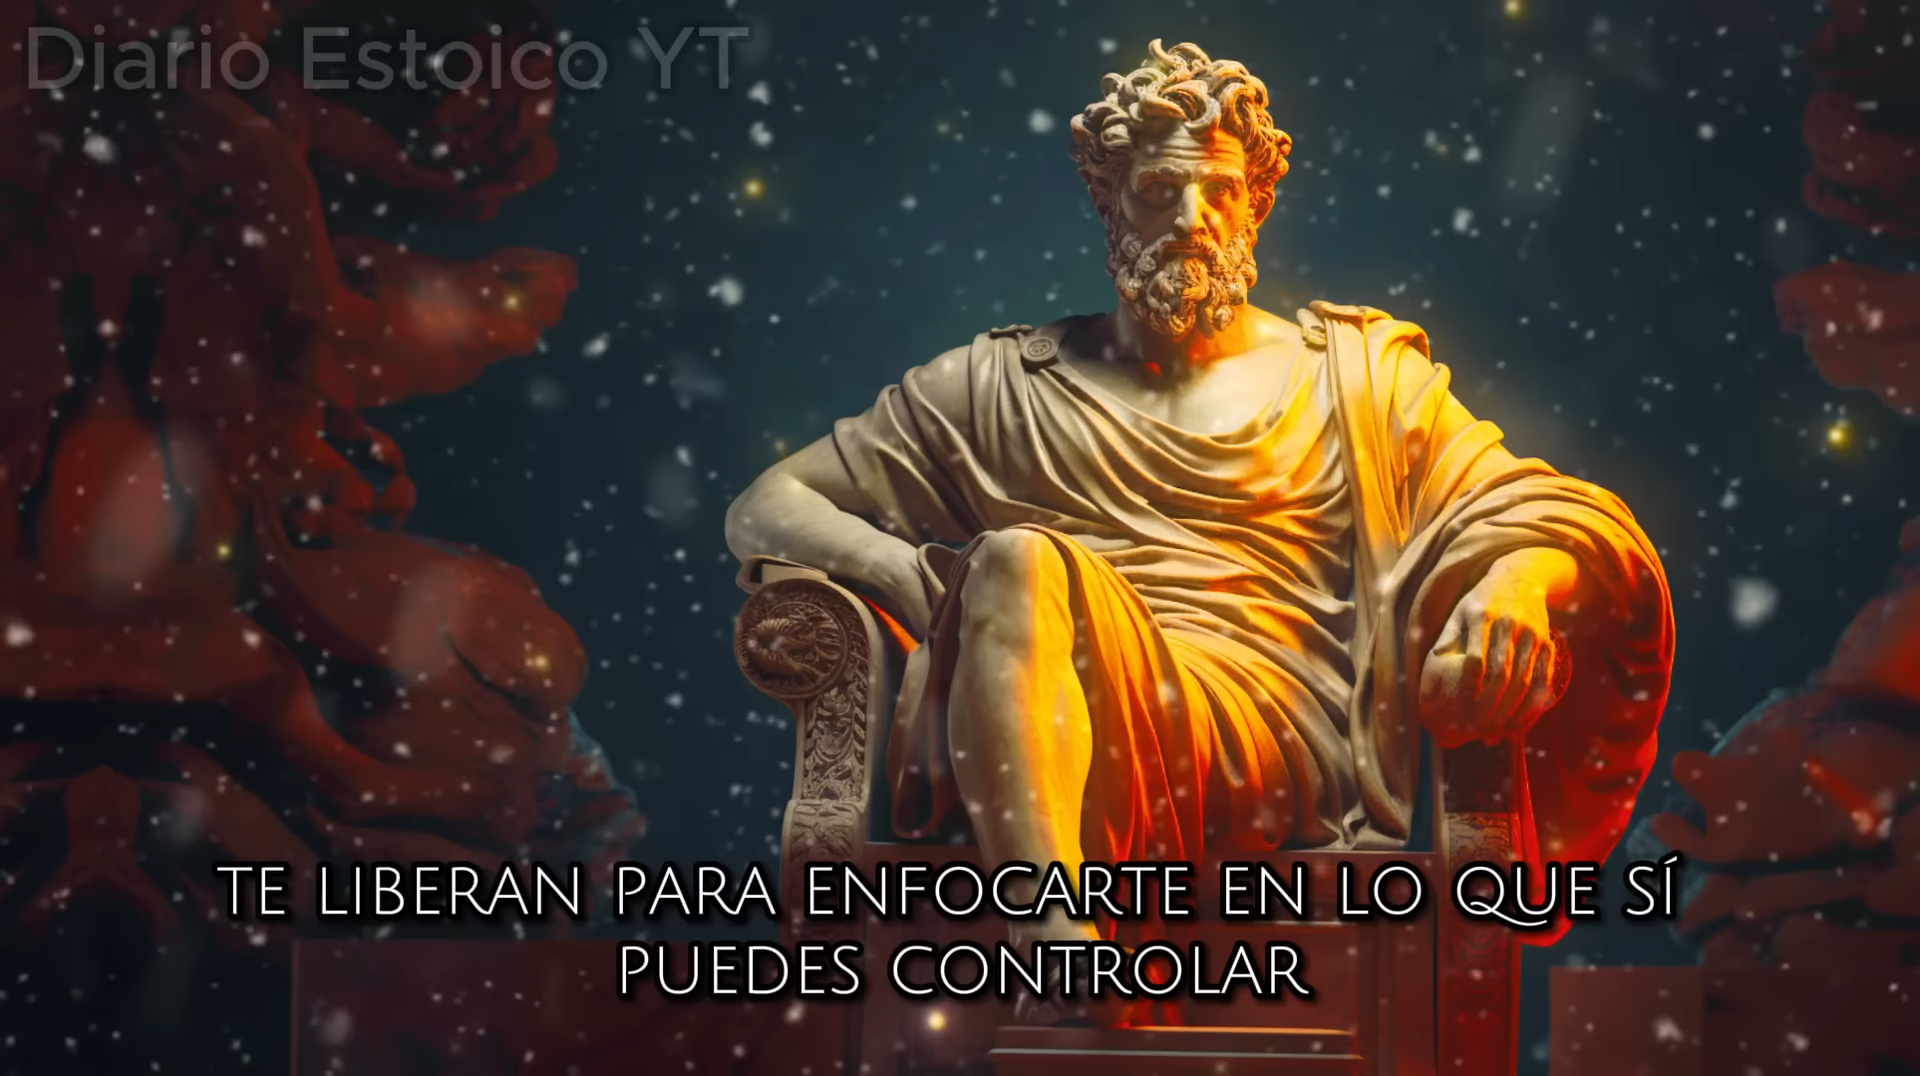 Diario Estoico YT
TE LIBERAN PARA ENFOCARTE EN LO QUE SÍ
PUEDES CONTROLAR